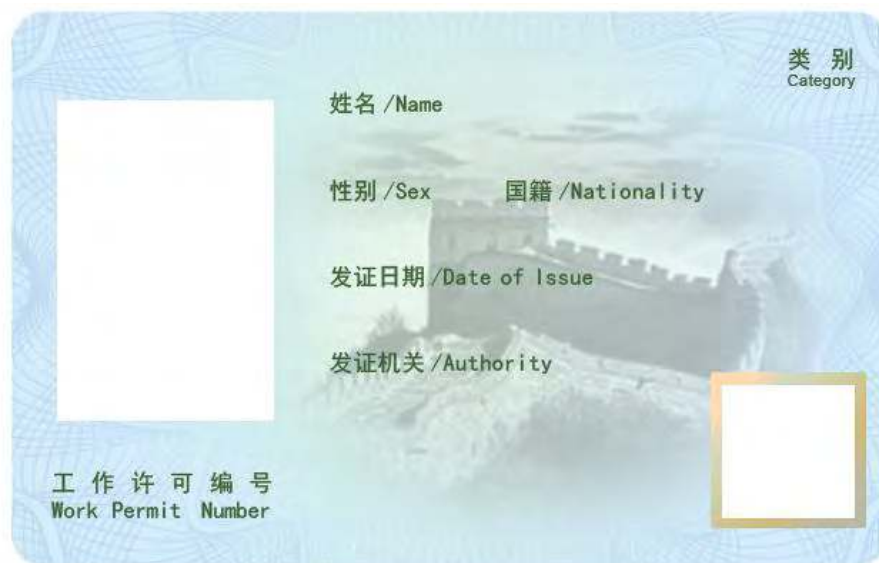 类 别
Category
姓名 /Name
性别 /Sex 国籍 /Nationality
发证日期 /Date of Issue
发证机关 /Authority
工 作 许 可 编 号
Work Permit Number